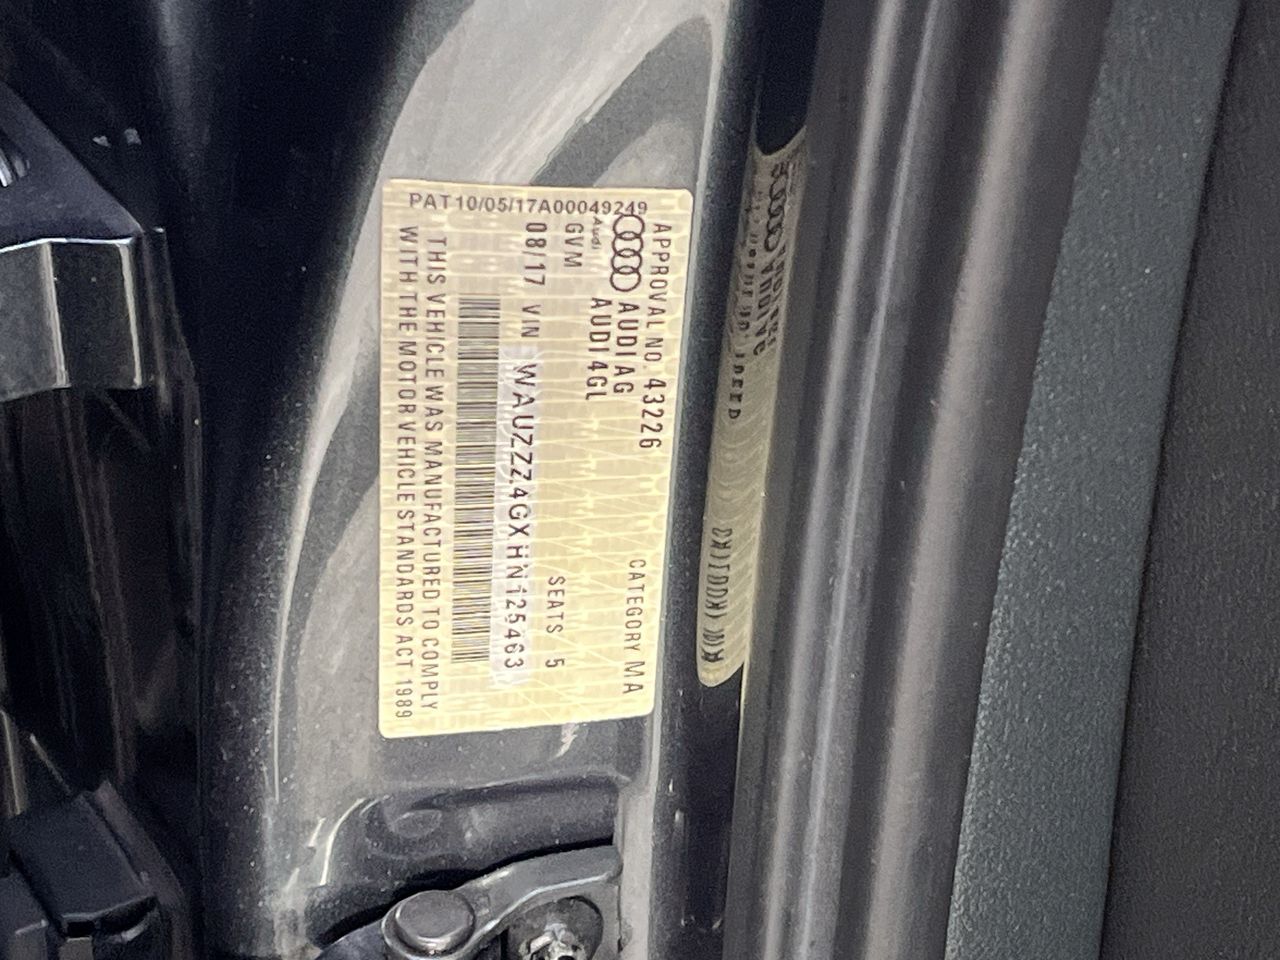 PAT10/05/17A00049249
APPROVAL NO. 43226 CATEGORY MA
Audi AUDI AG
AUDI 4GL
GVM SEATS 5
08/17 VIN WAUZZZ4GXHN125463
THIS VEHICLE WAS MANUFACTURED TO COMPLY
WITH THE MOTOR VEHICLE STANDARDS ACT 1989